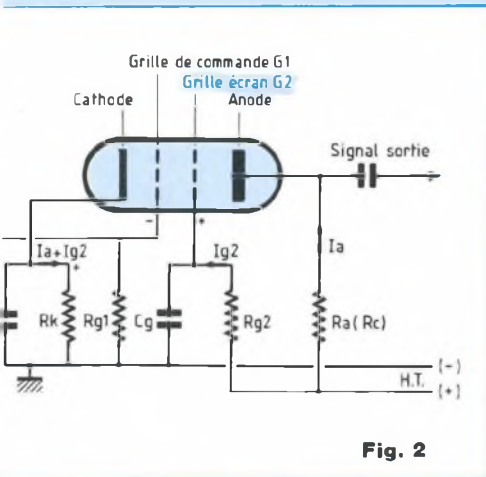 Grille de commande G1
Grille écran G2
Cathode
Anode
Signal sortie
-
+
Ia+Ig2
+
Ig2
Ia
Rk
Rg1
Cg
Rg2
Ra(Rc)
(-)
H.T.
(+)
Fig. 2